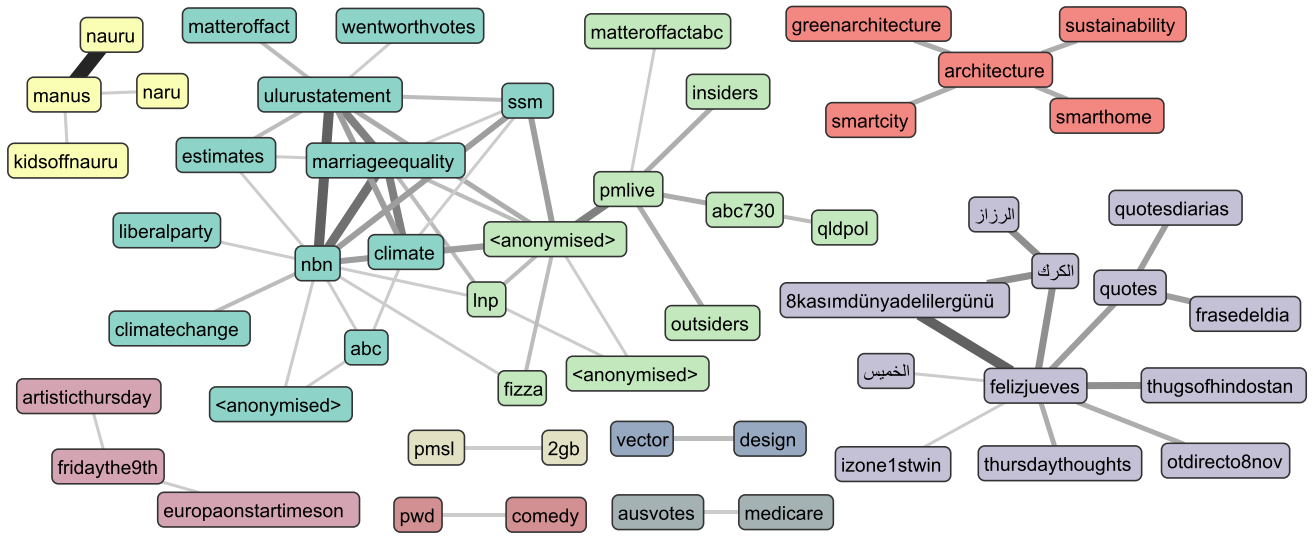 nauru
matteroffact
wentworthvotes
matteroffactabc
greenarchitecture
sustainability
manus
naru
ulurustatement
ssm
insiders
architecture
smartcity
smarthome
kidsoffnauru
estimates
marriageequality
pmlive
abc730
qldpol
liberalparty
nbn
climate
<anonymised>
lnp
climatechange
abc
outsiders
<anonymised>
fizza
<anonymised>
الرزاز
quotesdiarias
الكرك
8kasımdünyadelilergünü
quotes
frasedeldia
الخميس
felizjueves
thugsofhindostan
izone1stwin
thursdaythoughts
otdirecto8nov
artisticthursday
fridaythe9th
europaonstartimeson
pmsl
2gb
vector
design
pwd
comedy
ausvotes
medicare